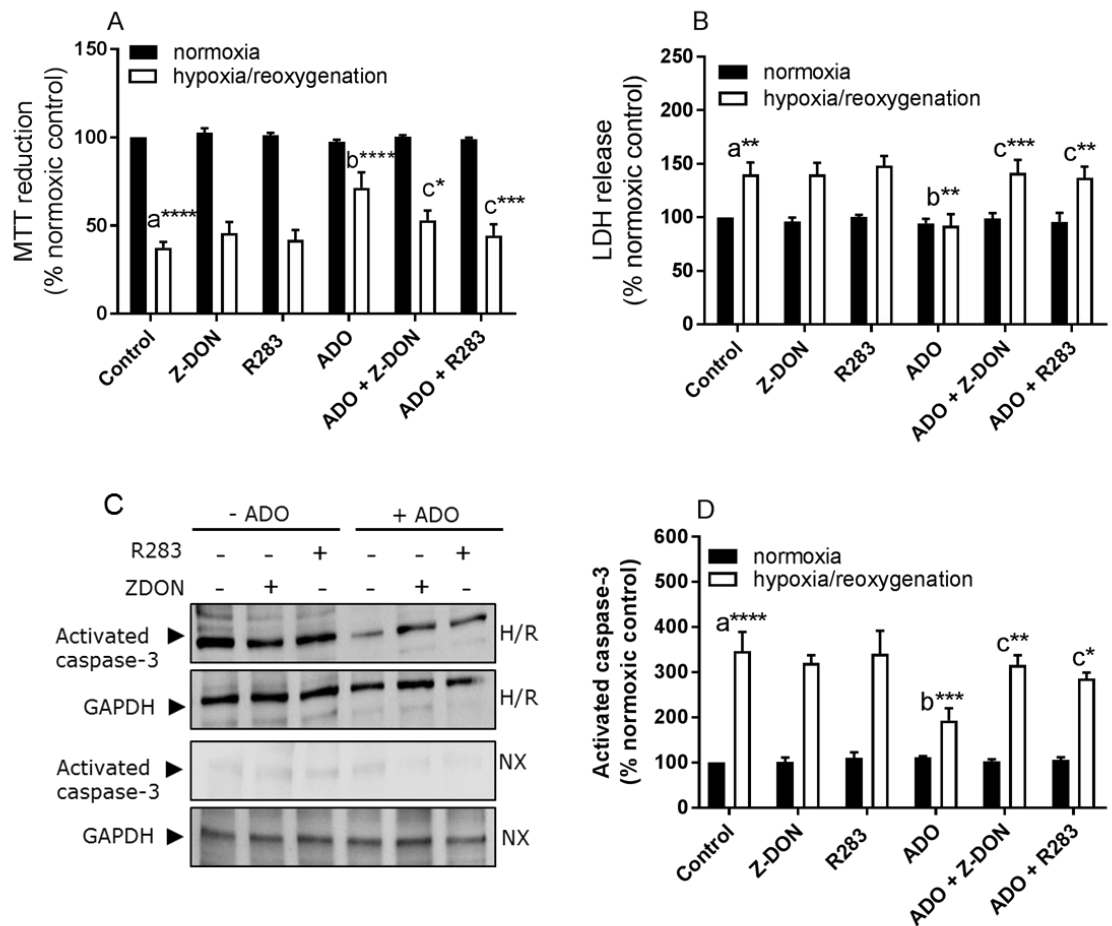 A
MTT reduction
(% normoxic control)
150
100
50
0
normoxia
hypoxia/reoxygenation
a****
b****
c*
c***
Control
Z-DON
R283
ADO
ADO + Z-DON
ADO + R283
B
LDH release
(% normoxic control)
250
200
150
100
50
0
normoxia
hypoxia/reoxygenation
a**
b**
c***
c**
Control
Z-DON
R283
ADO
ADO + Z-DON
ADO + R283
C
- ADO + ADO
R283 - - + - - +
ZDON - + - - + -
Activated
caspase-3
H/R
GAPDH
H/R
Activated
caspase-3
NX
GAPDH
NX
D
Activated caspase-3
(% normoxic control)
600
500
400
300
200
100
0
normoxia
hypoxia/reoxygenation
a****
b***
c**
c*
Control
Z-DON
R283
ADO
ADO + Z-DON
ADO + R283